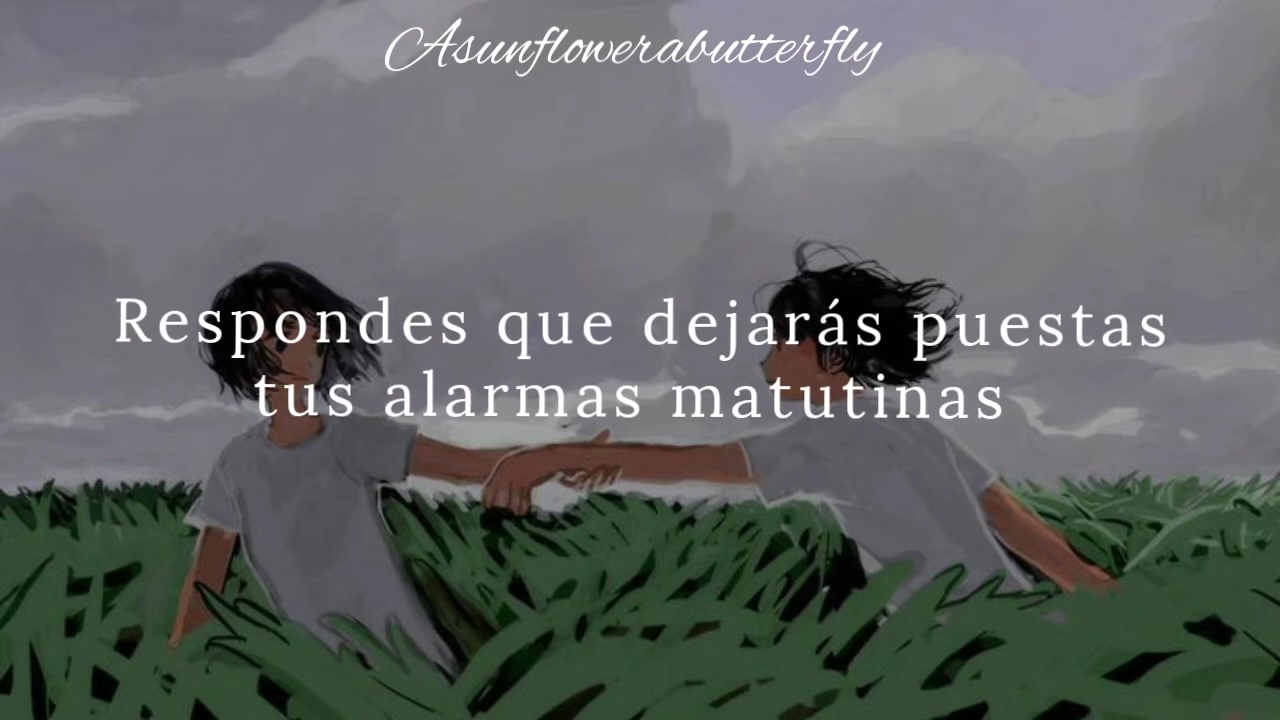 Asunflowerabutterfly
Respondes que dejarás puestas
tus alarmas matutinas